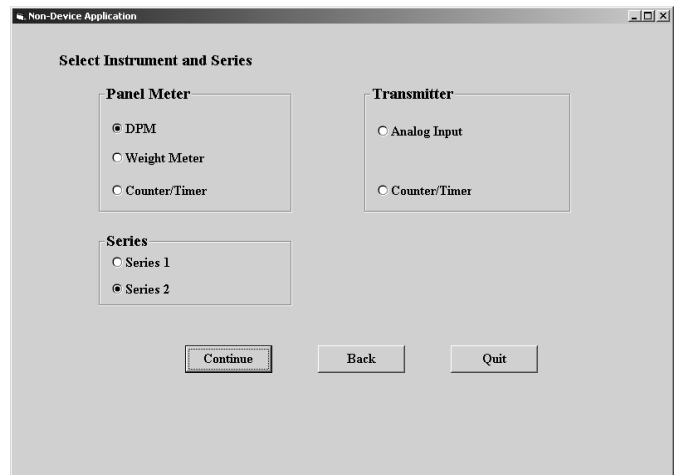 Non-Device Application
Select Instrument and Series
Panel Meter
DPM
Weight Meter
Counter/Timer
Transmitter
Analog Input
Counter/Timer
Series
Series 1
Series 2
Continue
Back
Quit